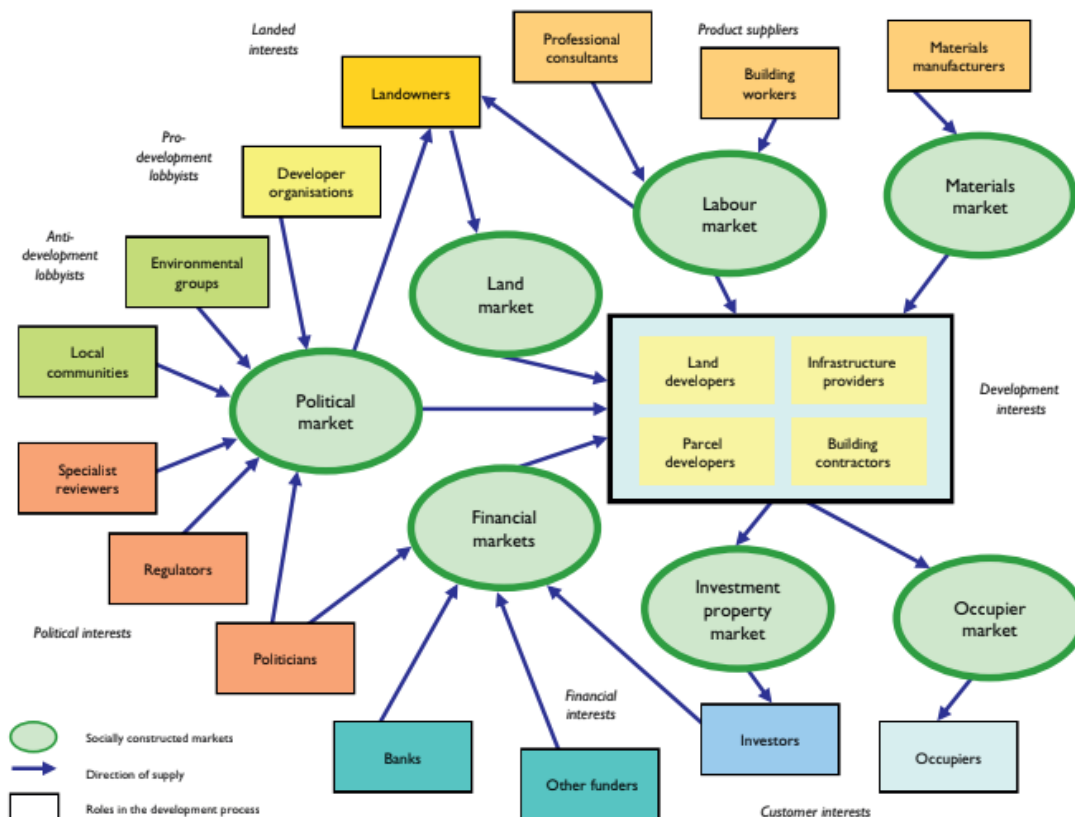 Landed
interests
Professional
consultants
Product suppliers
Materials
manufacturers
Landowners
Building
workers
Pro-
development
lobbyists
Developer
organisations
Labour
market
Materials
market
Anti-
development
lobbyists
Environmental
groups
Land
market
Local
communities
Land
developers
Infrastructure
providers
Development
interests
Political
market
Parcel
developers
Building
contractors
Specialist
reviewers
Financial
markets
Regulators
Investment
property
market
Occupier
market
Political interests
Politicians
Financial
interests
Socially constructed markets
Banks
Investors
Occupiers
Direction of supply
Other funders
Roles in the development process
Customer interests